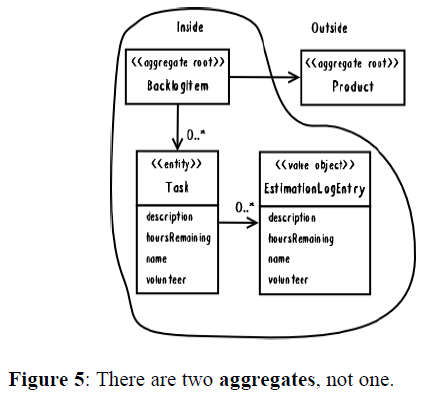 Inside
Outside
<<aggregate root>>
BacklogItem
<<aggregate root>>
Product
0..*
<<entity>>
Task
description
hoursRemaining
name
volunteer
0..*
<<value object>>
EstimationLogEntry
description
hoursRemaining
name
volunteer
Figure 5: There are two aggregates, not one.